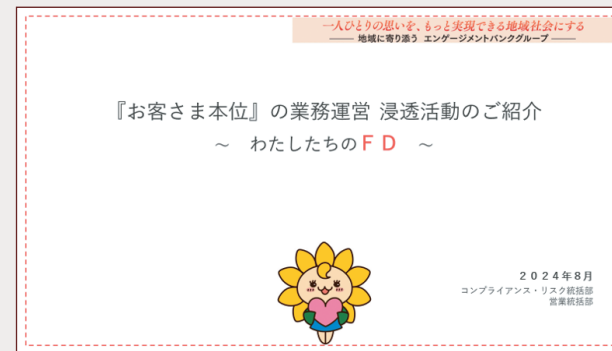 一人ひとりの思いを、もっと実現できる地域社会にする
地域に寄り添う エンゲージメントバンクグループ
『お客さま本位』の業務運営 浸透活動のご紹介
～ わたしたちのＦＤ ～
２０２４年８月
コンプライアンス・リスク統括部
営業統括部